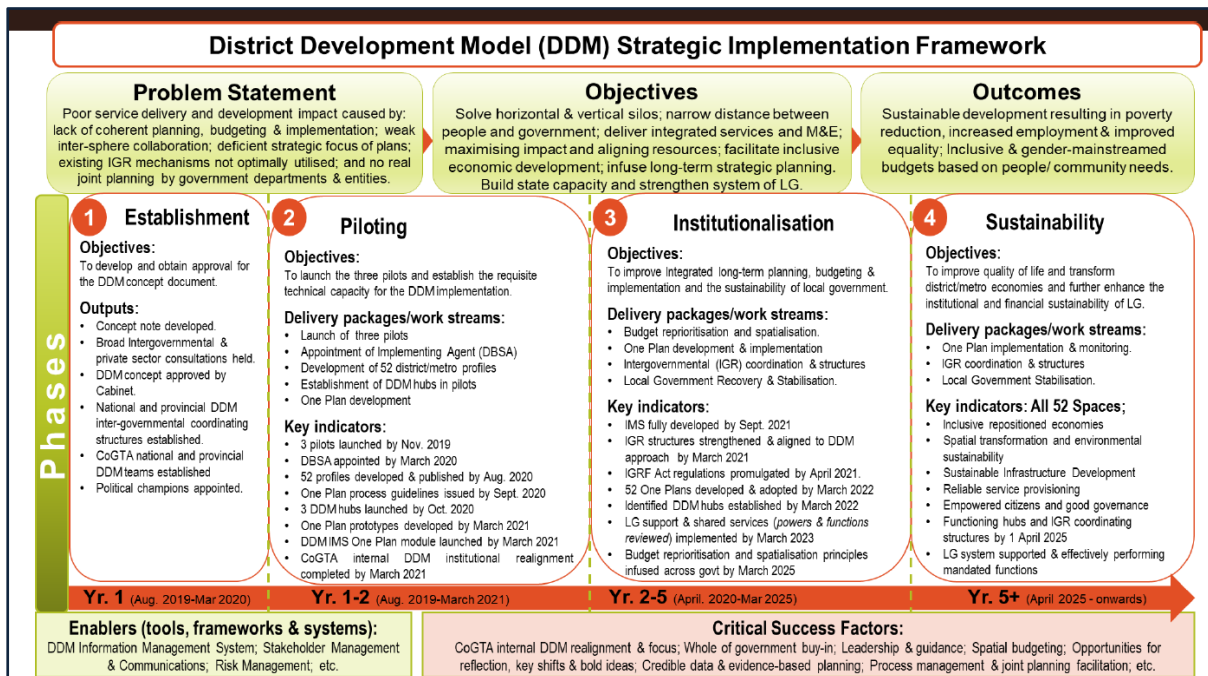 District Development Model (DDM) Strategic Implementation Framework
Problem Statement
Poor service delivery and development impact caused by:
lack of coherent planning, budgeting & implementation; weak
inter-sphere collaboration; deficient strategic focus of plans;
existing IGR mechanisms not optimally utilised; and no real
joint planning by government departments & entities.
Objectives
Solve horizontal & vertical silos; narrow distance between
people and government; deliver integrated services and M&E;
maximising impact and aligning resources; facilitate inclusive
economic development; infuse long-term strategic planning.
Build state capacity and strengthen system of LG.
Outcomes
Sustainable development resulting in poverty
reduction, increased employment & improved
equality; Inclusive & gender-mainstreamed
budgets based on people/ community needs.
Phases
1 Establishment
Objectives:
To develop and obtain approval for
the DDM concept document.
Outputs:
• Concept note developed.
• Broad Intergovernmental &
private sector consultations held.
• DDM concept approved by
Cabinet.
• National and provincial DDM
inter-governmental coordinating
structures established.
• CoGTA national and provincial
DDM teams established
• Political champions appointed.
2 Piloting
Objectives:
To launch the three pilots and establish the requisite
technical capacity for the DDM implementation.
Delivery packages/work streams:
• Launch of three pilots
• Appointment of Implementing Agent (DBSA)
• Development of 52 district/metro profiles
• Establishment of DDM hubs in pilots
• One Plan development
Key indicators:
• 3 pilots launched by Nov. 2019
• DBSA appointed by March 2020
• 52 profiles developed & published by Aug. 2020
• One Plan process guidelines issued by Sept. 2020
• 3 DDM hubs launched by Oct. 2020
• One Plan prototypes developed by March 2021
• DDM IMS One Plan module launched by March 2021
• CoGTA internal DDM institutional realignment
completed by March 2021
3 Institutionalisation
Objectives:
To improve Integrated long-term planning, budgeting &
implementation and the sustainability of local government.
Delivery packages/work streams:
• Budget reprioritisation and spatialisation.
• One Plan development & implementation
• Intergovernmental (IGR) coordination & structures
• Local Government Recovery & Stabilisation.
Key indicators:
• IMS fully developed by Sept. 2021
• IGR structures strengthened & aligned to DDM
approach by March 2021
• IGRF Act regulations promulgated by April 2021.
• 52 One Plans developed & adopted by March 2022
• Identified DDM hubs established by March 2022
• LG support & shared services (powers & functions
reviewed) implemented by March 2023
• Budget reprioritisation and spatialisation principles
infused across govt by March 2025
4 Sustainability
Objectives:
To improve quality of life and transform
district/metro economies and further enhance the
institutional and financial sustainability of LG.
Delivery packages/work streams:
• One Plan implementation & monitoring.
• IGR coordination & structures
• Local Government Stabilisation.
Key indicators: All 52 Spaces;
• Inclusive repositioned economies
• Spatial transformation and environmental
sustainability
• Sustainable Infrastructure Development
• Reliable service provisioning
• Empowered citizens and good governance
• Functioning hubs and IGR coordinating
structures by 1 April 2025
• LG system supported & effectively performing
mandated functions
Yr. 1 (Aug. 2019-Mar 2020)
Yr. 1-2 (Aug. 2019-March 2021)
Yr. 2-5 (April. 2020-Mar 2025)
Yr. 5+ (April 2025 - onwards)
Enablers (tools, frameworks & systems):
DDM Information Management System; Stakeholder Management
& Communications; Risk Management; etc.
Critical Success Factors:
CoGTA internal DDM realignment & focus; Whole of government buy-in; Leadership & guidance; Spatial budgeting; Opportunities for
reflection, key shifts & bold ideas; Credible data & evidence-based planning; Process management & joint planning facilitation; etc.